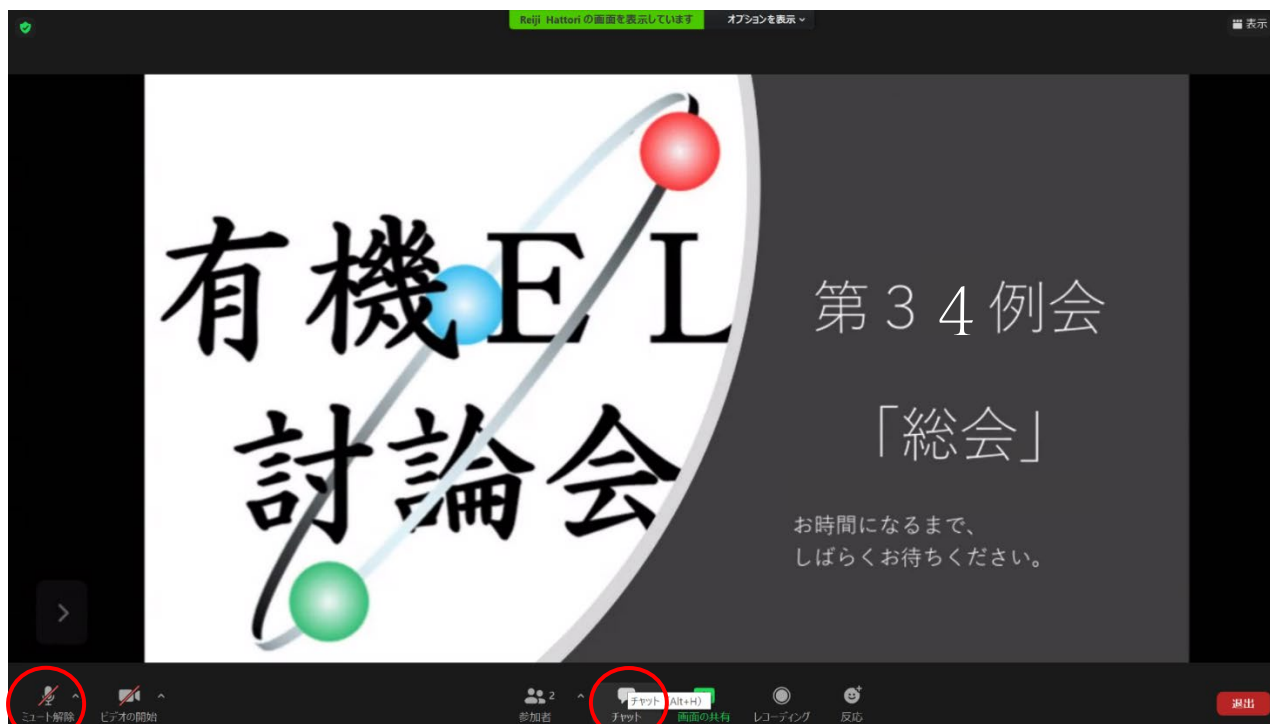 Reiji Hattori の画面を表示しています オプションを表示
表示
有機EL
討論会
第34例会
「総会」
お時間になるまで、
しばらくお待ちください。
ミュート解除 ビデオの開始 参加者 2 チャット チャット (Alt+H) 画面の共有 レコーディング 反応 退出